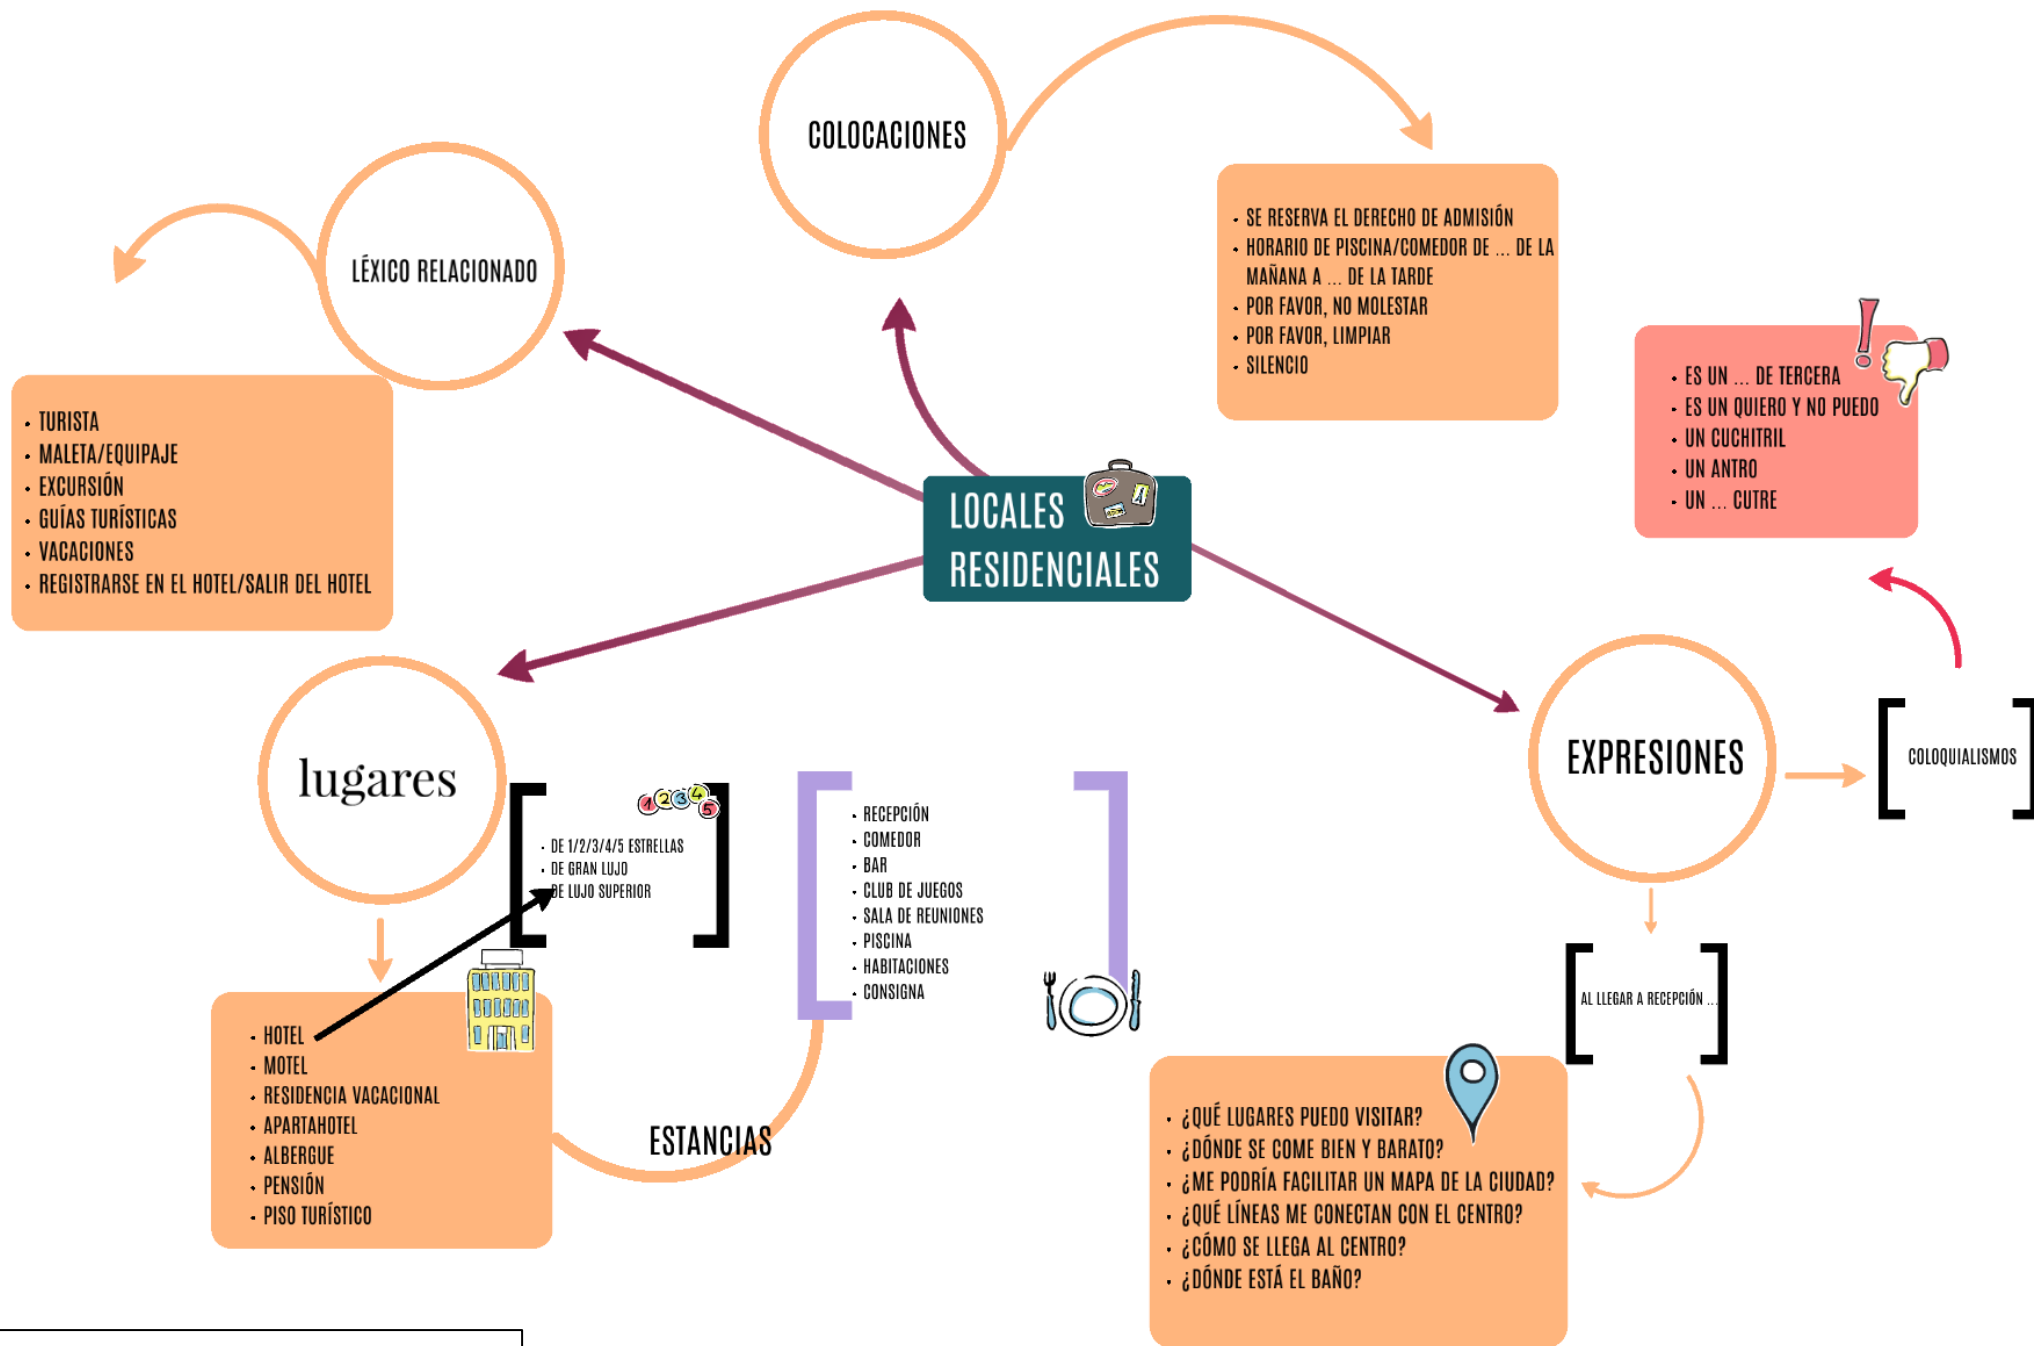 COLOCACIONES
• SE RESERVA EL DERECHO DE ADMISIÓN
• HORARIO DE PISCINA/COMEDOR DE ... DE LA
MAÑANA A ... DE LA TARDE
• POR FAVOR, NO MOLESTAR
• POR FAVOR, LIMPIAR
• SILENCIO
LÉXICO RELACIONADO
• TURISTA
• MALETA/EQUIPAJE
• EXCURSIÓN
• GUÍAS TURÍSTICAS
• VACACIONES
• REGISTRARSE EN EL HOTEL/SALIR DEL HOTEL
LOCALES
RESIDENCIALES
• ES UN ... DE TERCERA
• ES UN QUIERO Y NO PUEDO
• UN CUCHITRIL
• UN ANTRO
• UN ... CUTRE
EXPRESIONES
COLOQUIALISMOS
lugares
1 2 3 4 5
• DE 1/2/3/4/5 ESTRELLAS
• DE GRAN LUJO
DE LUJO SUPERIOR
• RECEPCIÓN
• COMEDOR
• BAR
• CLUB DE JUEGOS
• SALA DE REUNIONES
• PISCINA
• HABITACIONES
• CONSIGNA
AL LLEGAR A RECEPCIÓN ...
• HOTEL
• MOTEL
• RESIDENCIA VACACIONAL
• APARTAHOTEL
• ALBERGUE
• PENSIÓN
• PISO TURÍSTICO
ESTANCIAS
• ¿QUÉ LUGARES PUEDO VISITAR?
• ¿DÓNDE SE COME BIEN Y BARATO?
• ¿ME PODRÍA FACILITAR UN MAPA DE LA CIUDAD?
• ¿QUÉ LÍNEAS ME CONECTAN CON EL CENTRO?
• ¿CÓMO SE LLEGA AL CENTRO?
• ¿DÓNDE ESTÁ EL BAÑO?